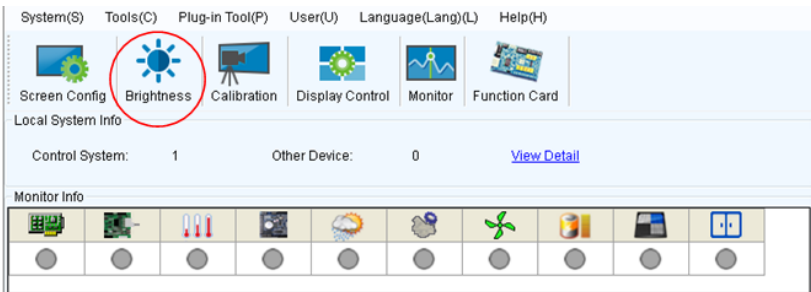 System(S) Tools(C) Plug-in Tool(P) User(U) Language(Lang)(L) Help(H)
Screen Config Brightness Calibration Display Control Monitor Function Card
Local System Info
Control System: 1 Other Device: 0 View Detail
Monitor Info